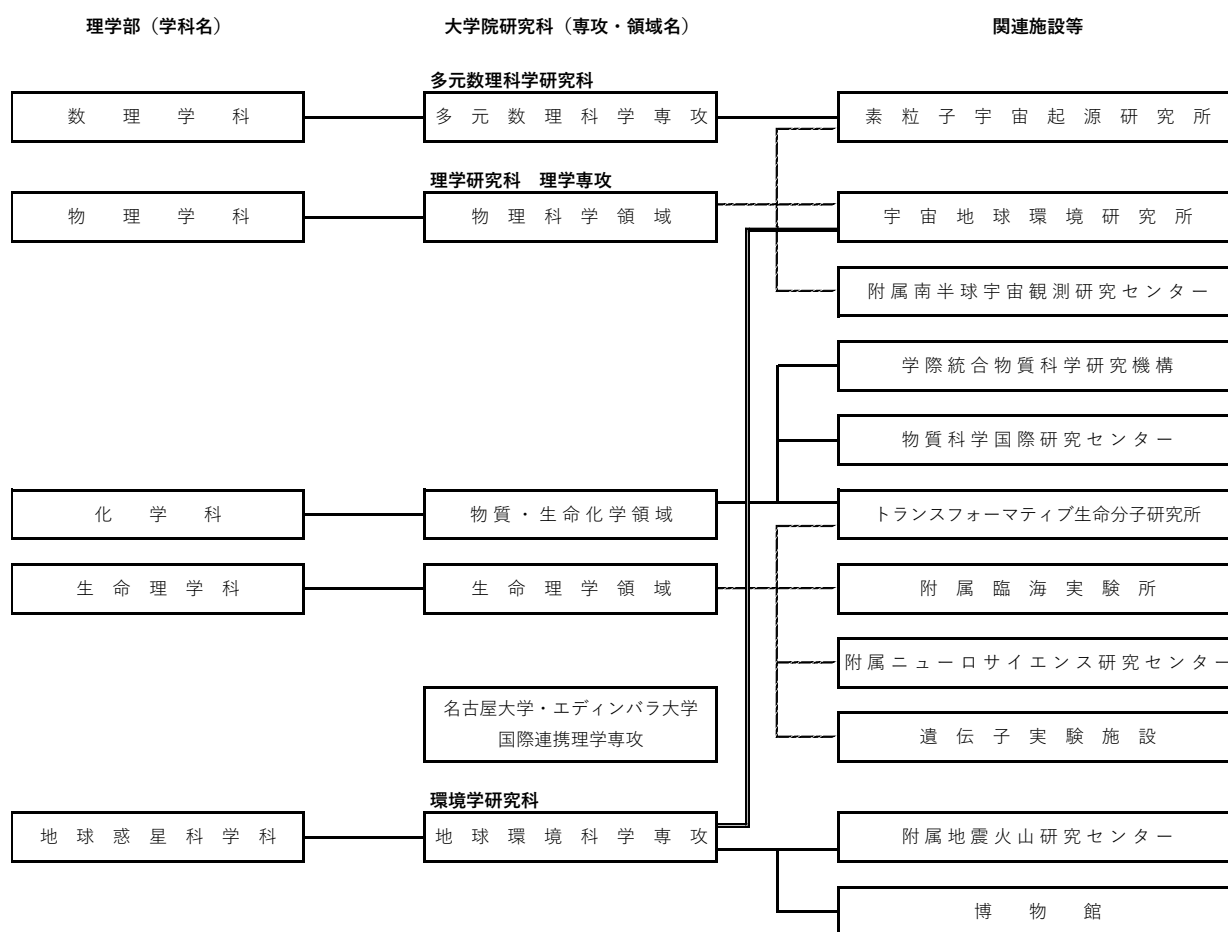 理学部（学科名）
大学院研究科（専攻・領域名）
関連施設等
多元数理科学研究科
数理学科
多元数理科学専攻
素粒子宇宙起源研究所
理学研究科　理学専攻
物理学科
物理科学領域
宇宙地球環境研究所
附属南半球宇宙観測研究センター
学際統合物質科学研究機構
物質科学国際研究センター
化学科
物質・生命化学領域
トランスフォーマティブ生命分子研究所
生命理学科
生命理学領域
附属臨海実験所
附属ニューロサイエンス研究センター
名古屋大学・エディンバラ大学
国際連携理学専攻
遺伝子実験施設
環境学研究科
地球惑星科学科
地球環境科学専攻
附属地震火山研究センター
博物館